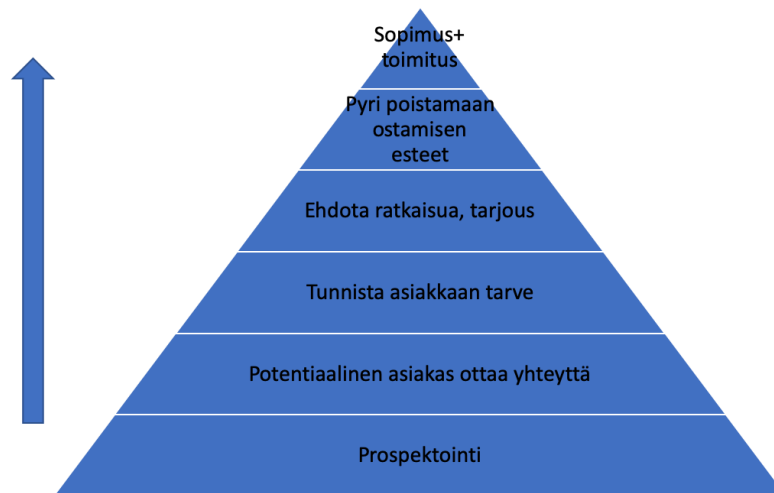 Sopimus+
toimitus
Pyri poistamaan
ostamisen
esteet
Ehdota ratkaisua, tarjous
Tunnista asiakkaan tarve
Potentiaalinen asiakas ottaa yhteyttä
Prospektointi